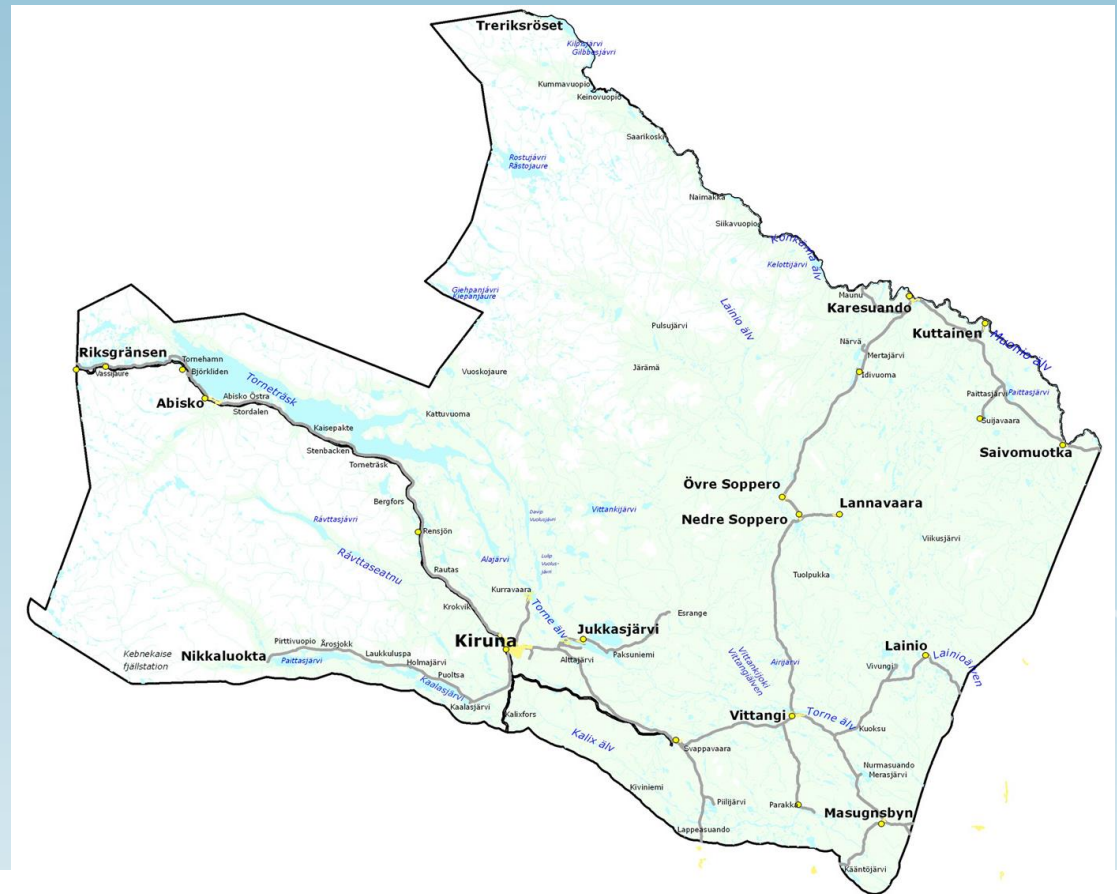 Treriksröset
Kilpisjärvi
Gilbbesjávri
Kummavuopio
Keinovuopio
Saarikoski
Rostujávri
Råstojaure
Naimakka
Siikavuopio
Könkämä älv
Kelottijärvi
Giehpanjávri
Kiepanjaure
Maunu
Karesuando
Lainio älv
Pulsujärvi
Kuttainen
Muonio älv
Närvä
Mertajärvi
Riksgränsen
Tornehamn
Vassijaure
Björkliden
Vuoskojaure
Järämä
Idivuoma
Torneträsk
Paittasjärvi
Paittasjärvi
Abisko
Abisko Östra
Stordalen
Kattuvuoma
Suijavaara
Kaisepakte
Stenbacken
Torneträsk
Saivomuotka
Övre Soppero
Lannavaara
Bergfors
Vittankijärvi
Nedre Soppero
Rávttasjávri
Rensjön
Viikusjärvi
Rávttaseatnu
Alajärvi
Rautas
Tuolpukka
Kurravaara
Krokvik
Torne älv
Esrange
Jukkasjärvi
Kiruna
Pirttivuopio
Årosjokk
Lainio
Lainioälven
Kebnekaise
fjällstation
Nikkaluokta
Paittasjärvi
Laukkuluspa
Holmajärvi
Alttajärvi
Paksuniemi
Vittankijoki
Vittangiälven
Airijärvi
Vivungi
Puoltsa
Kaalasjärvi
Kaalasjärvi
Kalixfors
Vittangi
Torne älv
Kuoksu
Kalix älv
Svappavaara
Nurmasuando
Merasjärvi
Kiviniemi
Piilijärvi
Parakka
Masugnsbyn
Lappeasuando
Kääntöjärvi